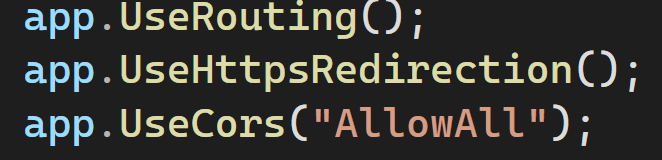 app.UseRouting();
app.UseHttpsRedirection();
app.UseCors("AllowAll");